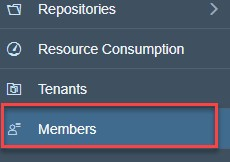 Repositories
Resource Consumption
Tenants
Members